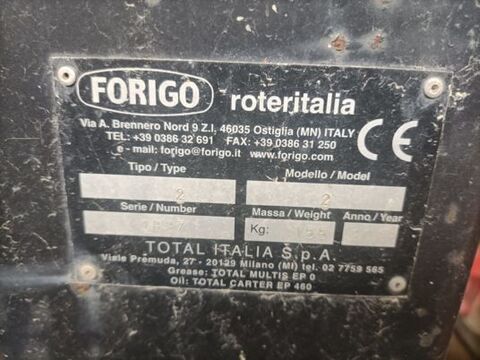 FORIGO roteritalia
Via A. Brennero Nord 9 Z.I. 46035 Ostiglia (MN) ITALY
TEL: +39 0386 32 691 FAX: +39 0386 31 250
e - mail: forigo@forigo.it www.forigo.com
CE
Tipo / Type Modello / Model
2 2
Serie / Number Massa / Weight Anno / Year
Kg:
TOTAL ITALIA S.p.A.
Viale Premuda, 27 - 20129 Milano (MI) tel. 02 7759 565
Grease: TOTAL MULTIS EP 0
Oil: TOTAL CARTER EP 460